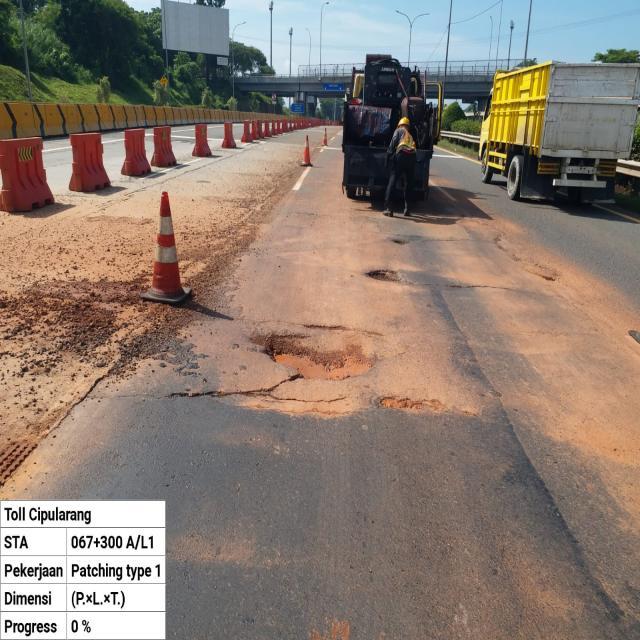 Toll Cipularang
STA 067+300 A/L1
Pekerjaan Patching type 1
Dimensi (P.×L.×T.)
Progress 0 %